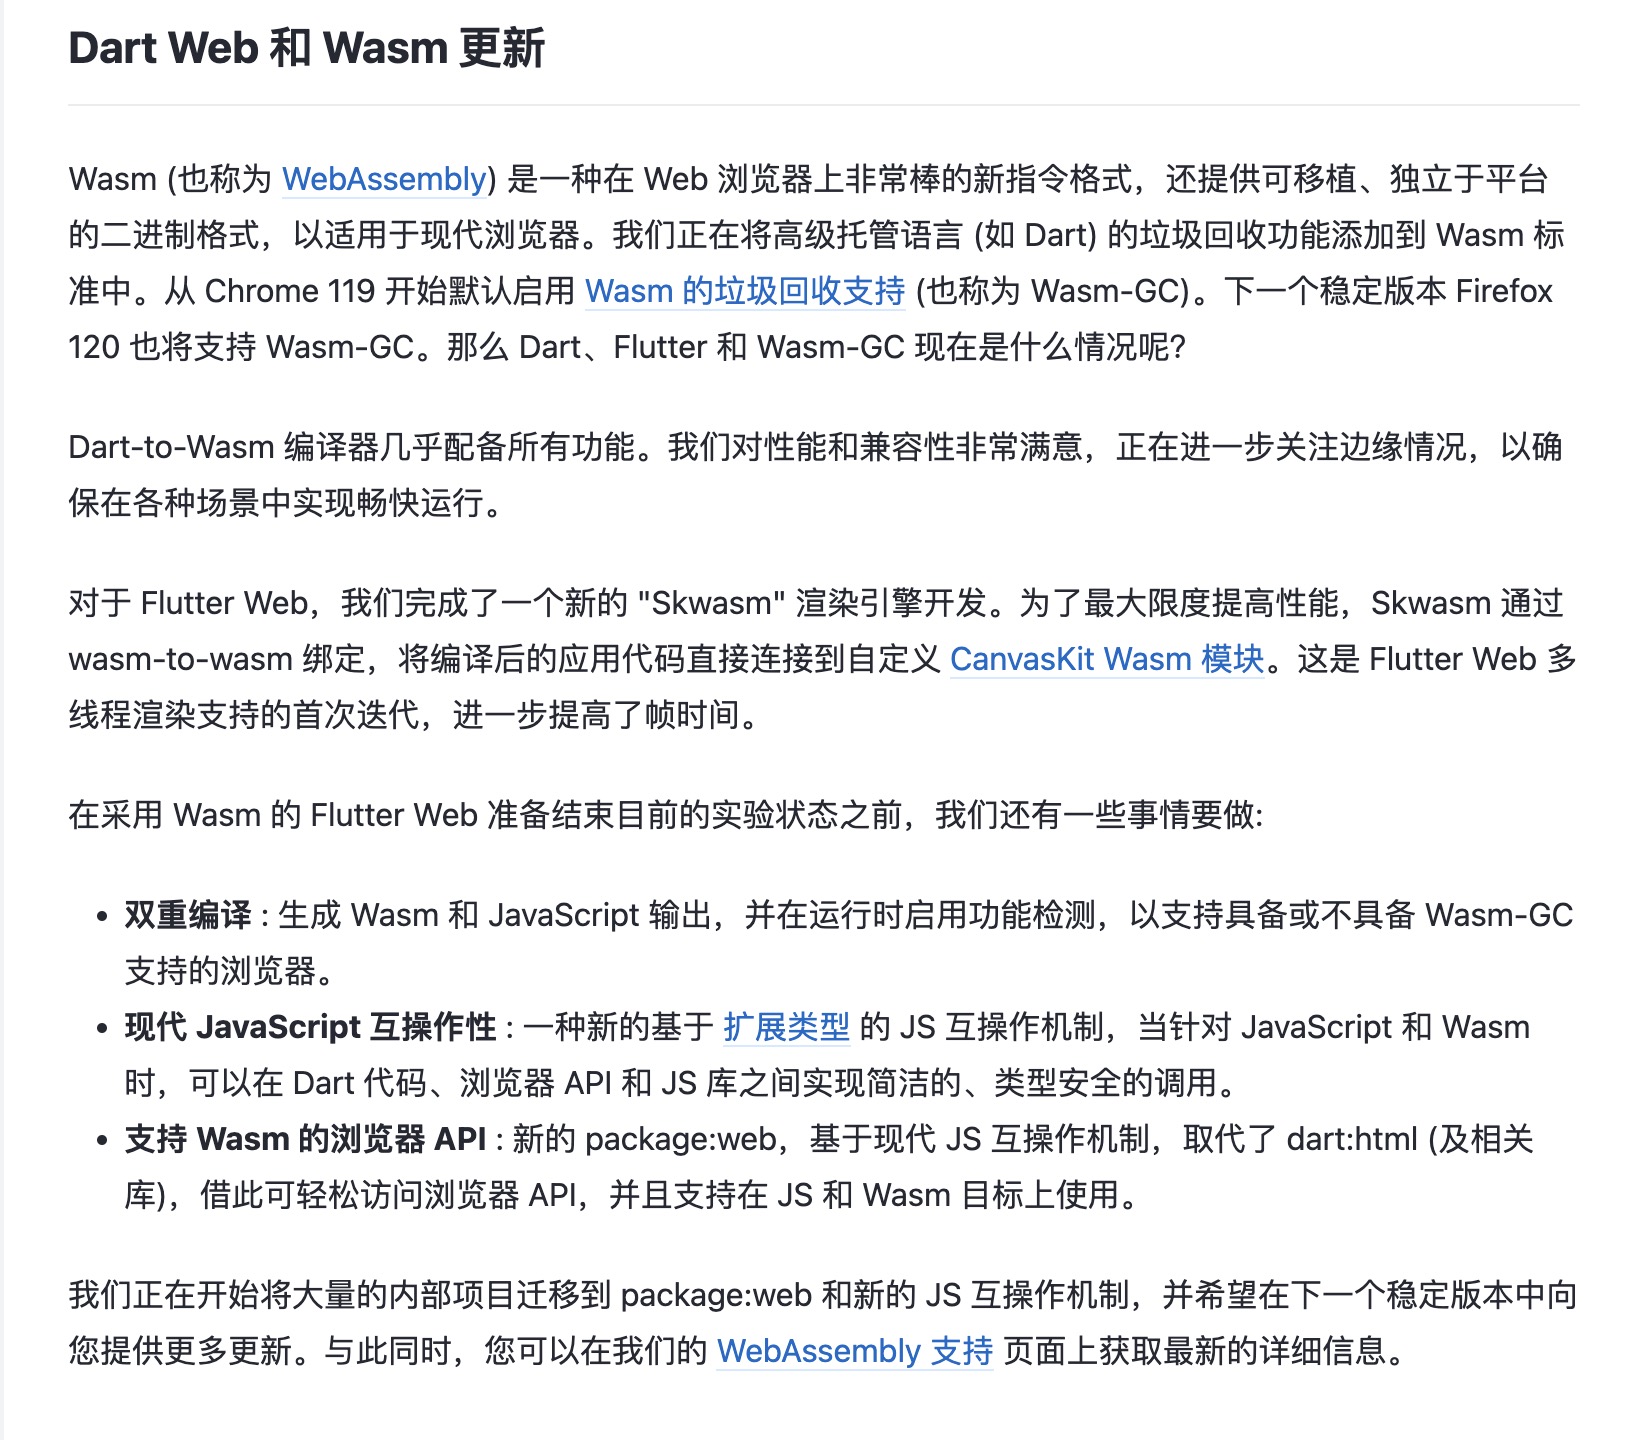 Dart Web 和 Wasm 更新
Wasm (也称为 WebAssembly) 是一种在 Web 浏览器上非常棒的新指令格式，还提供可移植、独立于平台
的二进制格式，以适用于现代浏览器。我们正在将高级托管语言 (如 Dart) 的垃圾回收功能添加到 Wasm 标
准中。从 Chrome 119 开始默认启用 Wasm 的垃圾回收支持 (也称为 Wasm-GC)。下一个稳定版本 Firefox
120 也将支持 Wasm-GC。那么 Dart、Flutter 和 Wasm-GC 现在是什么情况呢?
Dart-to-Wasm 编译器几乎配备所有功能。我们对性能和兼容性非常满意，正在进一步关注边缘情况，以确
保在各种场景中实现畅快运行。
对于 Flutter Web，我们完成了一个新的 "Skwasm" 渲染引擎开发。为了最大限度提高性能，Skwasm 通过
wasm-to-wasm 绑定，将编译后的应用代码直接连接到自定义 CanvasKit Wasm 模块。这是 Flutter Web 多
线程渲染支持的首次迭代，进一步提高了帧时间。
在采用 Wasm 的 Flutter Web 准备结束目前的实验状态之前，我们还有一些事情要做:
• 双重编译 : 生成 Wasm 和 JavaScript 输出，并在运行时启用功能检测，以支持具备或不具备 Wasm-GC
支持的浏览器。
• 现代 JavaScript 互操作性 : 一种新的基于 扩展类型 的 JS 互操作机制，当针对 JavaScript 和 Wasm
时，可以在 Dart 代码、浏览器 API 和 JS 库之间实现简洁的、类型安全的调用。
• 支持 Wasm 的浏览器 API : 新的 package:web，基于现代 JS 互操作机制，取代了 dart:html (及相关
库)，借此可轻松访问浏览器 API，并且支持在 JS 和 Wasm 目标上使用。
我们正在开始将大量的内部项目迁移到 package:web 和新的 JS 互操作机制，并希望在下一个稳定版本中向
您提供更多更新。与此同时，您可以在我们的 WebAssembly 支持 页面上获取最新的详细信息。